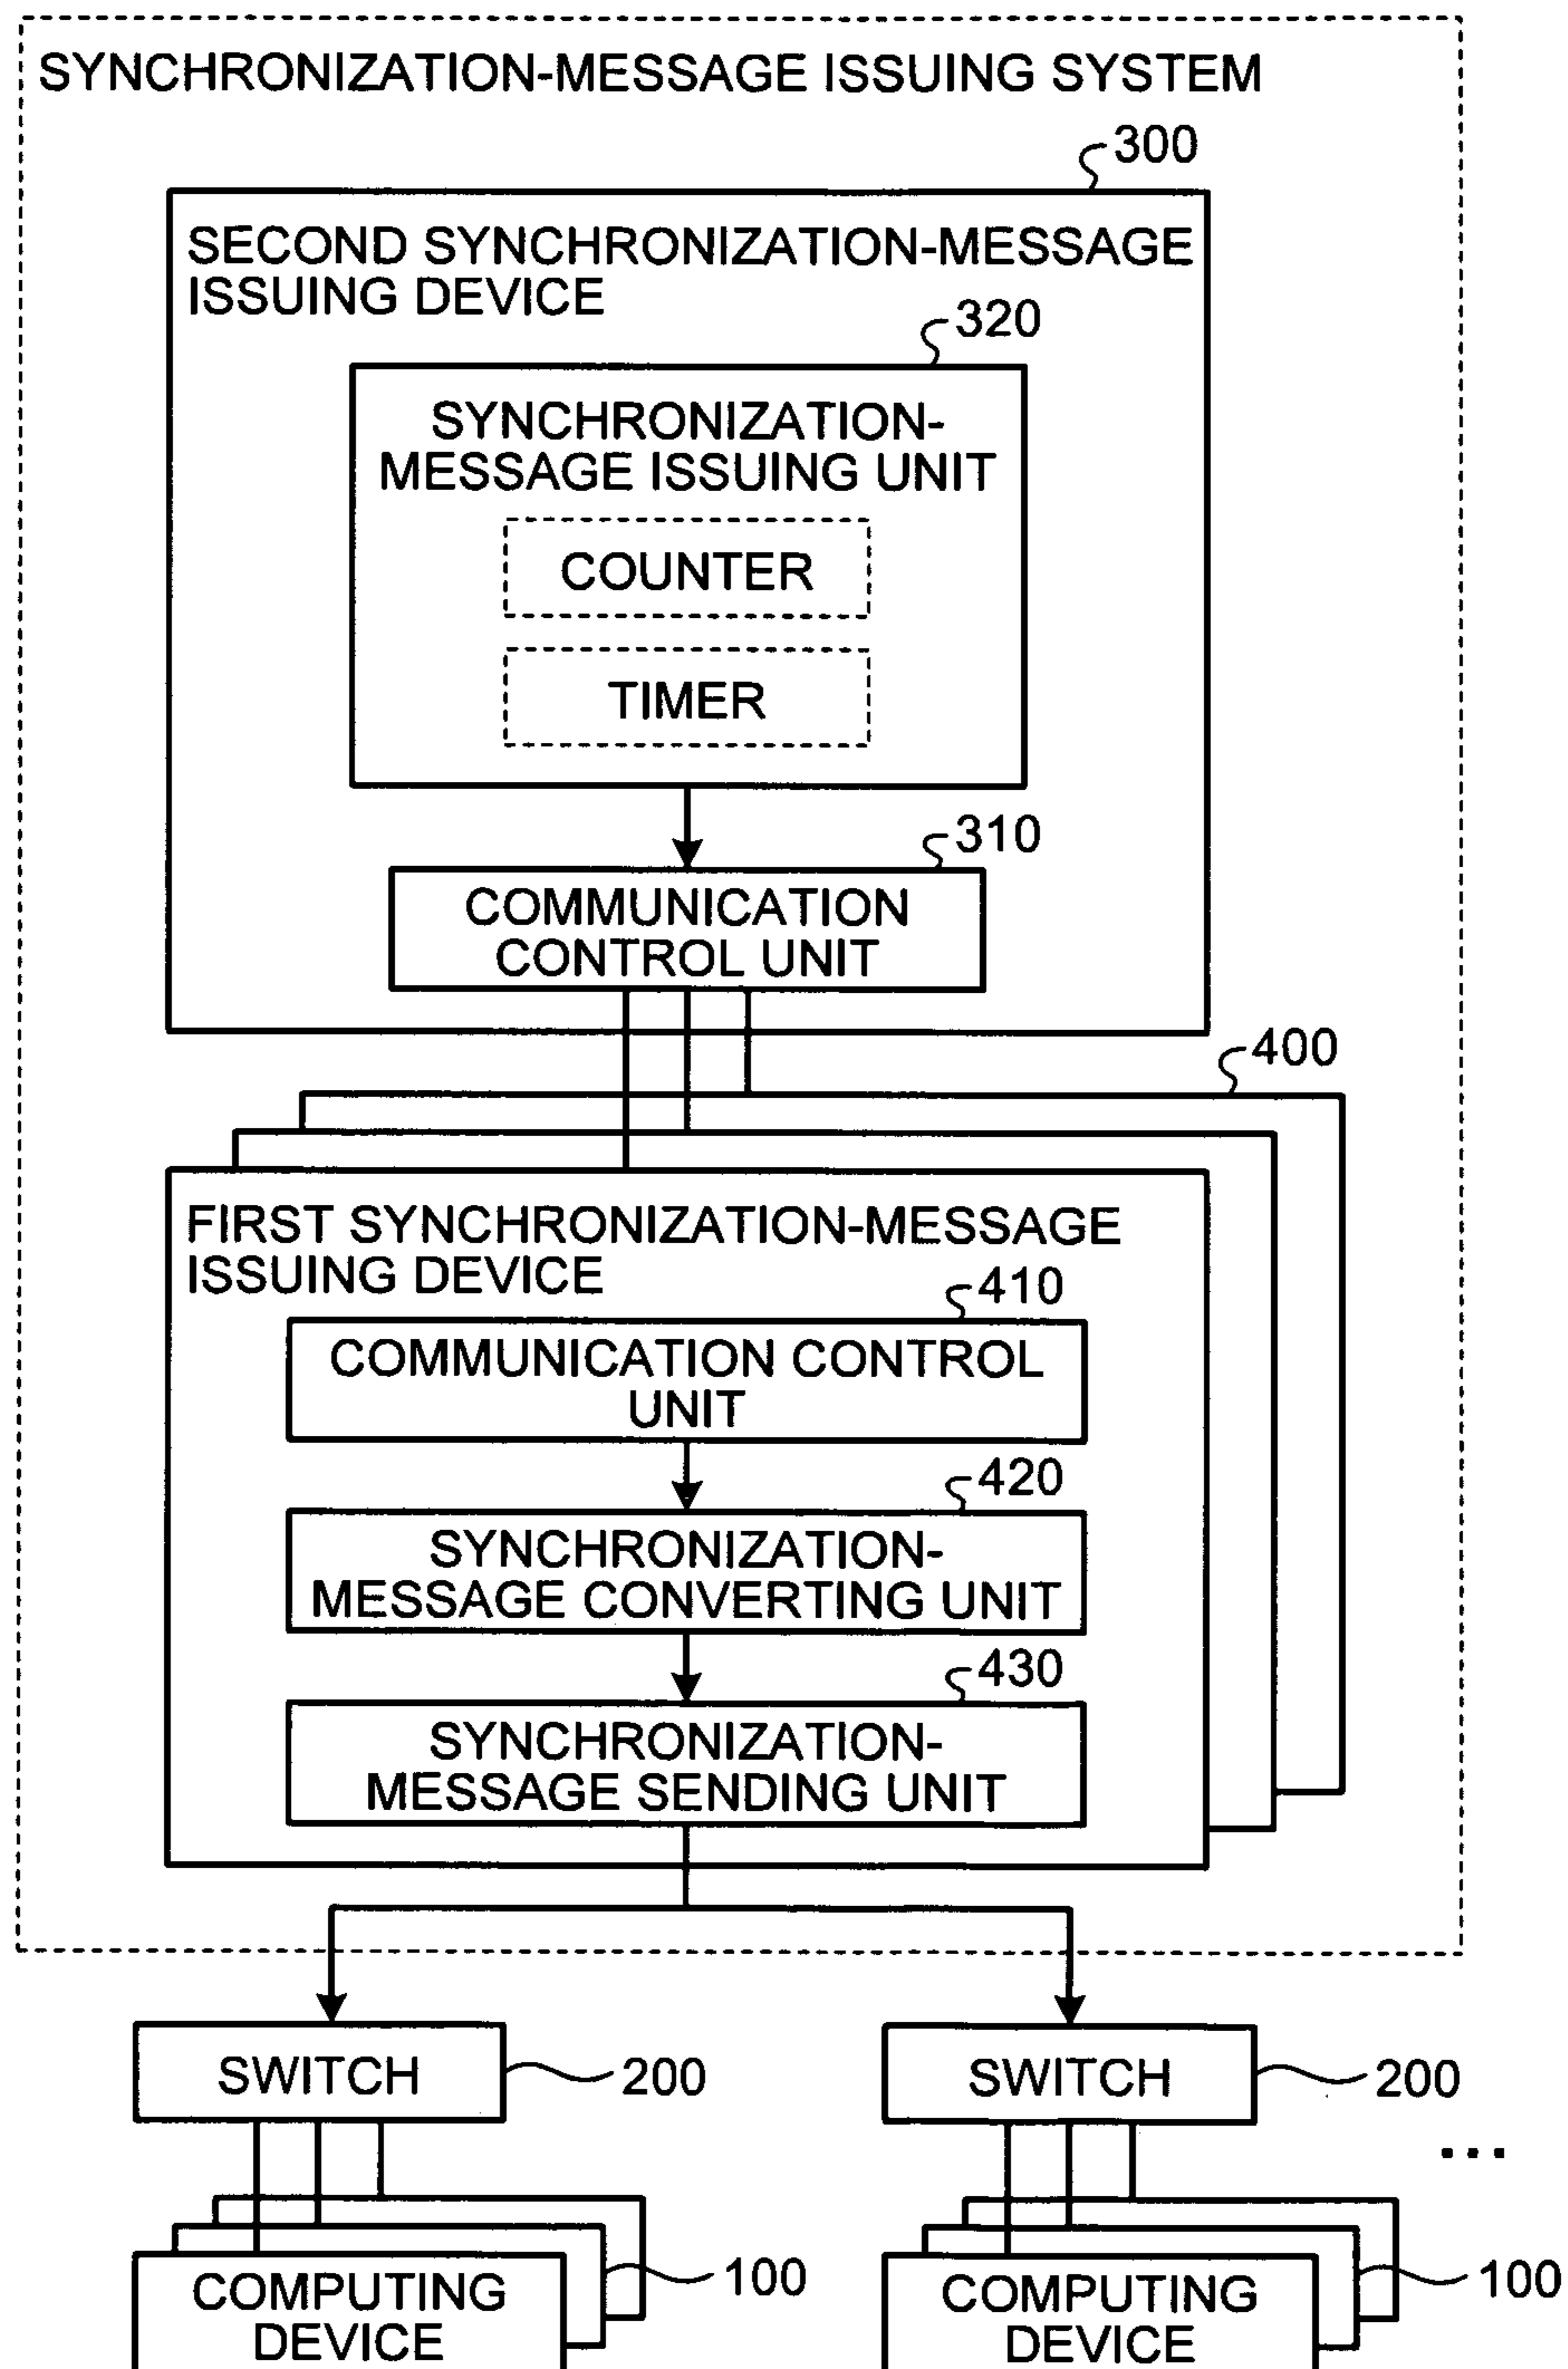 SYNCHRONIZATION-MESSAGE ISSUING SYSTEM
300
SECOND SYNCHRONIZATION-MESSAGE
ISSUING DEVICE
320
SYNCHRONIZATION-
MESSAGE ISSUING UNIT
COUNTER
TIMER
310
COMMUNICATION
CONTROL UNIT
400
FIRST SYNCHRONIZATION-MESSAGE
ISSUING DEVICE
410
COMMUNICATION CONTROL
UNIT
420
SYNCHRONIZATION-
MESSAGE CONVERTING UNIT
430
SYNCHRONIZATION-
MESSAGE SENDING UNIT
SWITCH
200
SWITCH
200
...
COMPUTING
DEVICE
100
COMPUTING
DEVICE
100